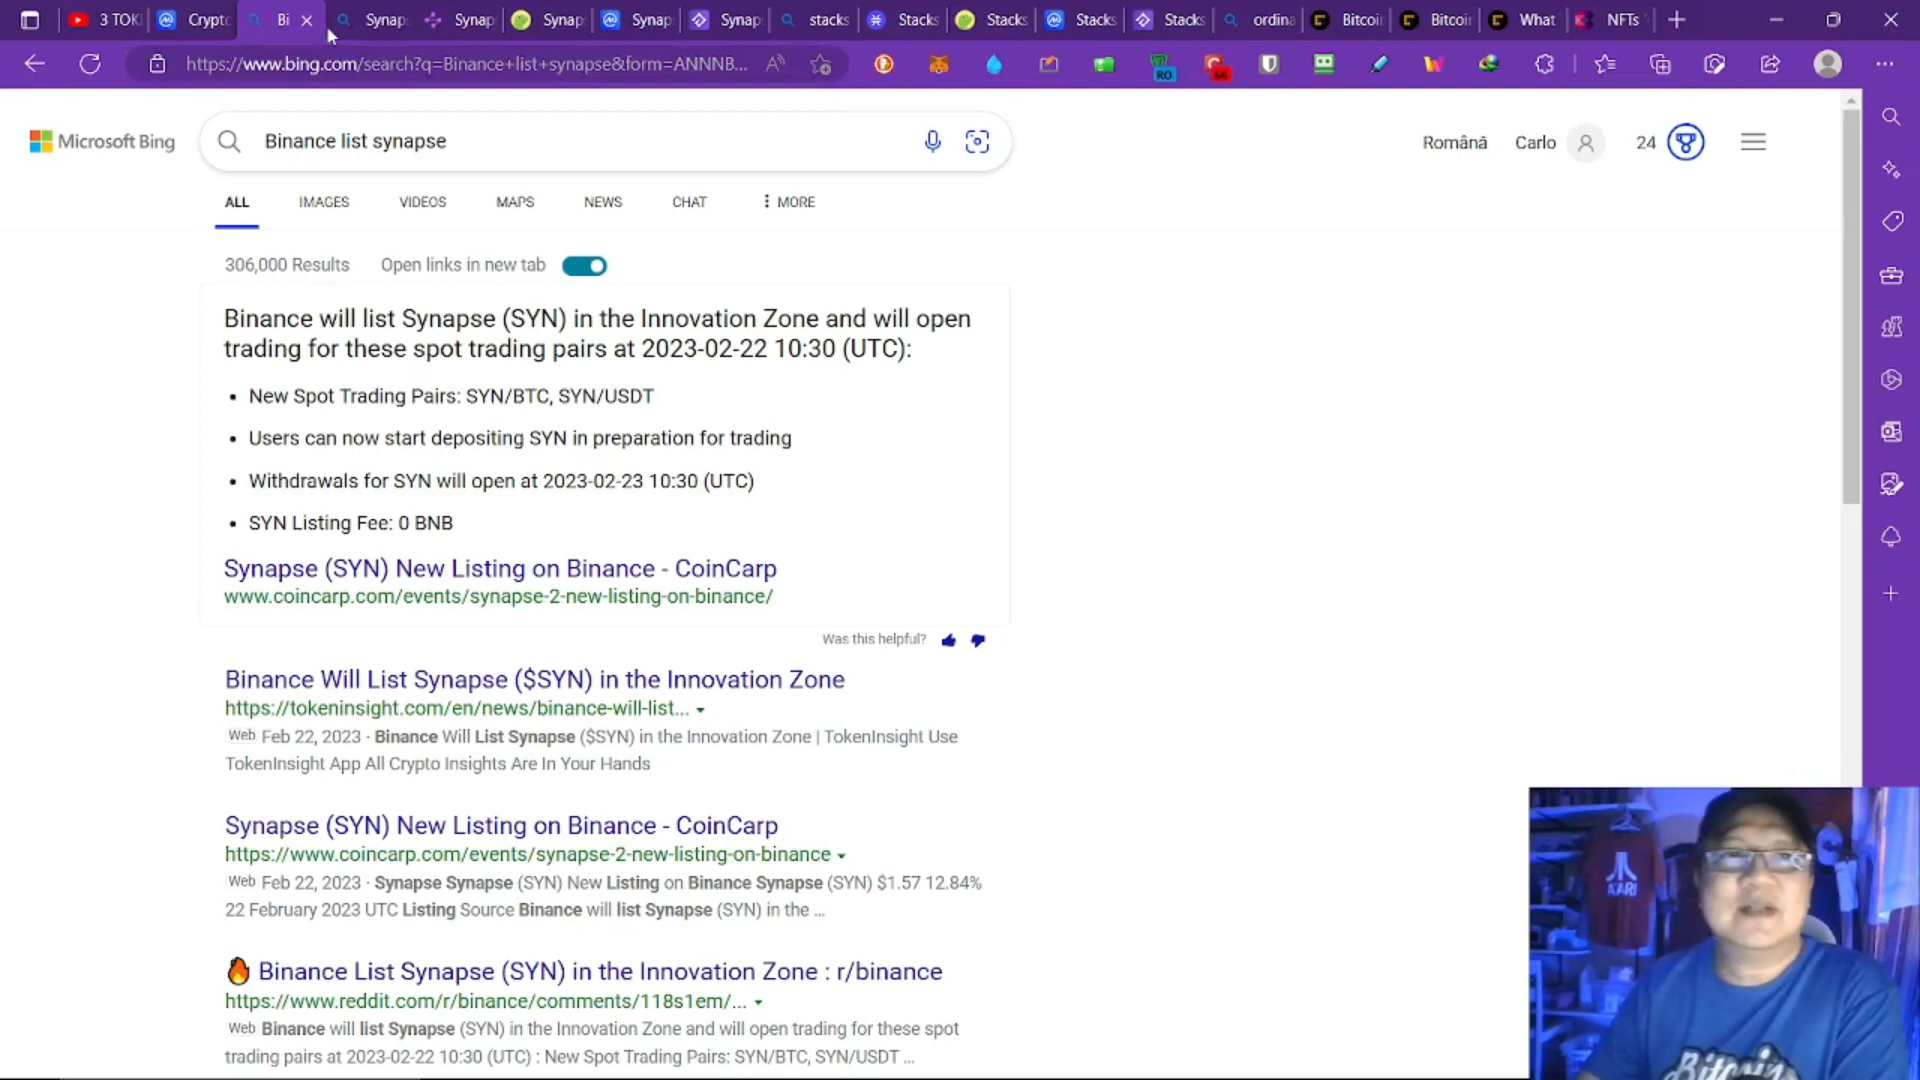 3 TOK
Crypto
Bi
Synap
Synap
Synap
Synap
Synap
stacks
Stacks
Stacks
Stacks
Stacks
ordina
Bitcoin
Bitcoin
What
NFTs
https://www.bing.com/search?q=Binance+list+synapse&form=ANNNB...
RO
66
Microsoft Bing
Binance list synapse
Română
Carlo
24
ALL
IMAGES
VIDEOS
MAPS
NEWS
CHAT
MORE
306,000 Results
Open links in new tab
Binance will list Synapse (SYN) in the Innovation Zone and will open
trading for these spot trading pairs at 2023-02-22 10:30 (UTC):
• New Spot Trading Pairs: SYN/BTC, SYN/USDT
• Users can now start depositing SYN in preparation for trading
• Withdrawals for SYN will open at 2023-02-23 10:30 (UTC)
• SYN Listing Fee: 0 BNB
Synapse (SYN) New Listing on Binance - CoinCarp
www.coincarp.com/events/synapse-2-new-listing-on-binance/
Was this helpful?
Binance Will List Synapse ($SYN) in the Innovation Zone
https://tokeninsight.com/en/news/binance-will-list...
Web Feb 22, 2023 · Binance Will List Synapse ($SYN) in the Innovation Zone | TokenInsight Use
TokenInsight App All Crypto Insights Are In Your Hands
Synapse (SYN) New Listing on Binance - CoinCarp
https://www.coincarp.com/events/synapse-2-new-listing-on-binance
Web Feb 22, 2023 · Synapse Synapse (SYN) New Listing on Binance Synapse (SYN) $1.57 12.84%
22 February 2023 UTC Listing Source Binance will list Synapse (SYN) in the ...
🔥 Binance List Synapse (SYN) in the Innovation Zone : r/binance
https://www.reddit.com/r/binance/comments/118s1em/...
Web Binance will list Synapse (SYN) in the Innovation Zone and will open trading for these spot
trading pairs at 2023-02-22 10:30 (UTC) : New Spot Trading Pairs: SYN/BTC, SYN/USDT ...
ATARI
Bitcoin